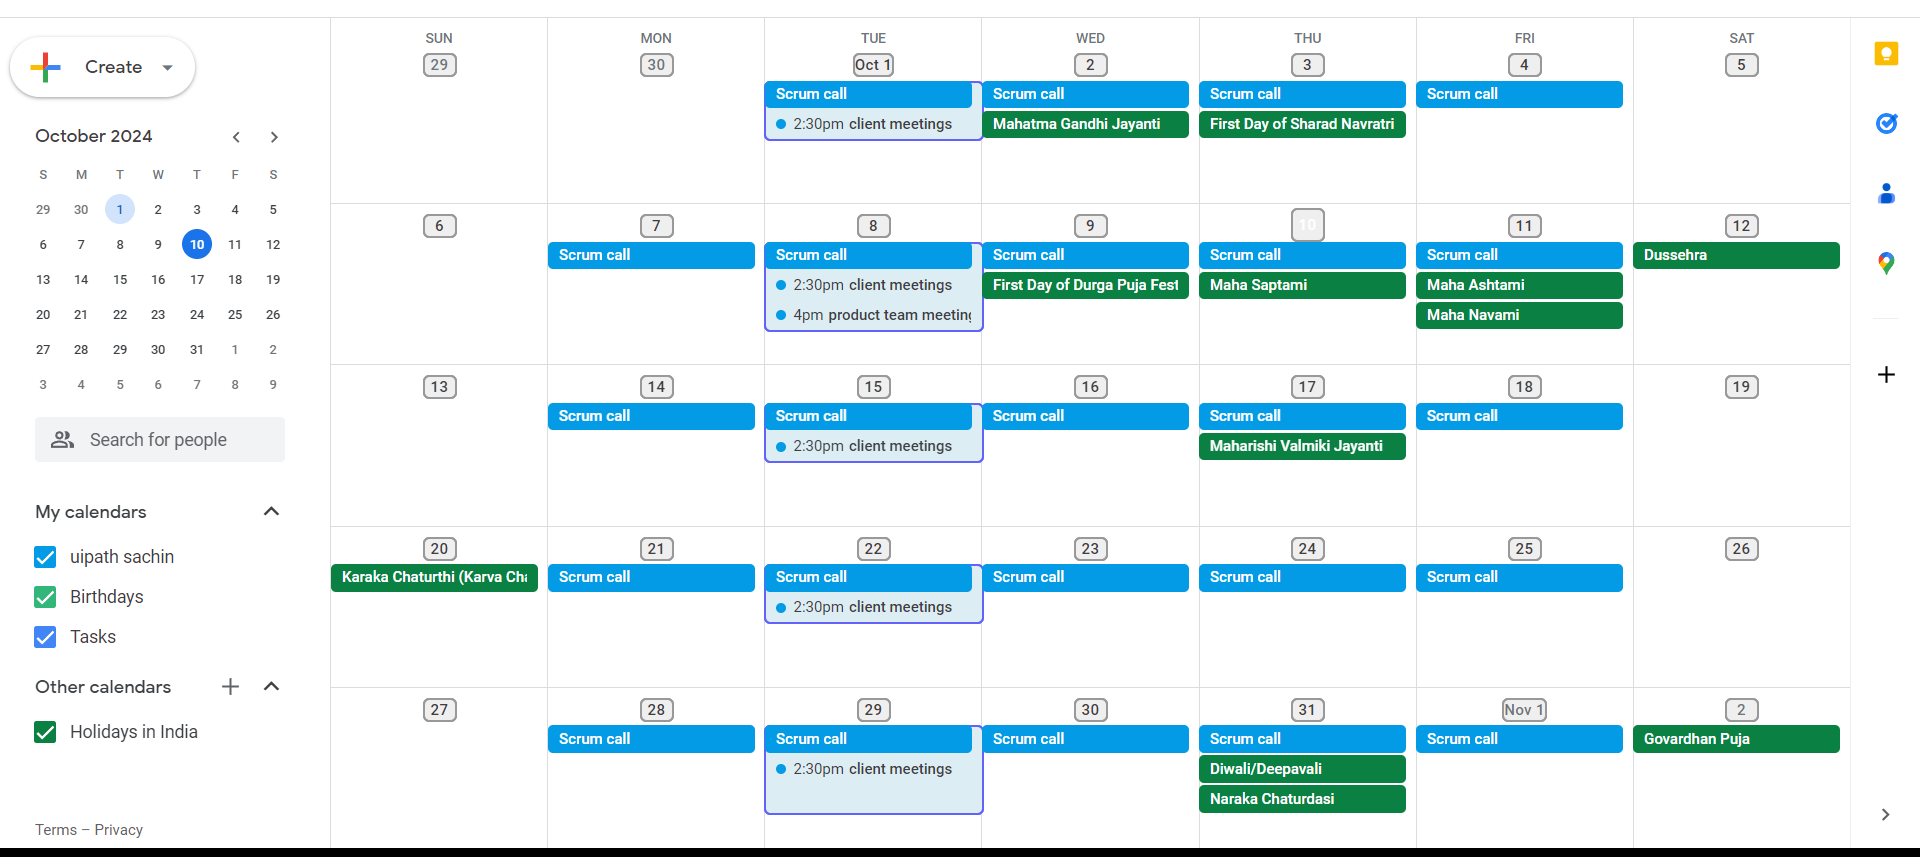 Create
October 2024
S M T W T F S
29 30 1 2 3 4 5
6 7 8 9 10 11 12
13 14 15 16 17 18 19
20 21 22 23 24 25 26
27 28 29 30 31 1 2
3 4 5 6 7 8 9
Search for people
My calendars
uipath sachin
Birthdays
Tasks
Other calendars
Holidays in India
Terms – Privacy
SUN MON TUE WED THU FRI SAT
29 30 Oct 1 2 3 4 5
Scrum call Scrum call Scrum call Scrum call
2:30pm client meetings Mahatma Gandhi Jayanti First Day of Sharad Navratri
6 7 8 9 10 11 12
Scrum call Scrum call Scrum call Scrum call Scrum call Dussehra
2:30pm client meetings First Day of Durga Puja Fest Maha Saptami Maha Ashtami
4pm product team meeting Maha Navami
13 14 15 16 17 18 19
Scrum call Scrum call Scrum call Scrum call Scrum call
2:30pm client meetings Maharishi Valmiki Jayanti
20 21 22 23 24 25 26
Karaka Chaturthi (Karva Cha Scrum call Scrum call Scrum call Scrum call Scrum call
2:30pm client meetings
27 28 29 30 31 Nov 1 2
Scrum call Scrum call Scrum call Scrum call Scrum call Govardhan Puja
2:30pm client meetings Diwali/Deepavali
Naraka Chaturdasi